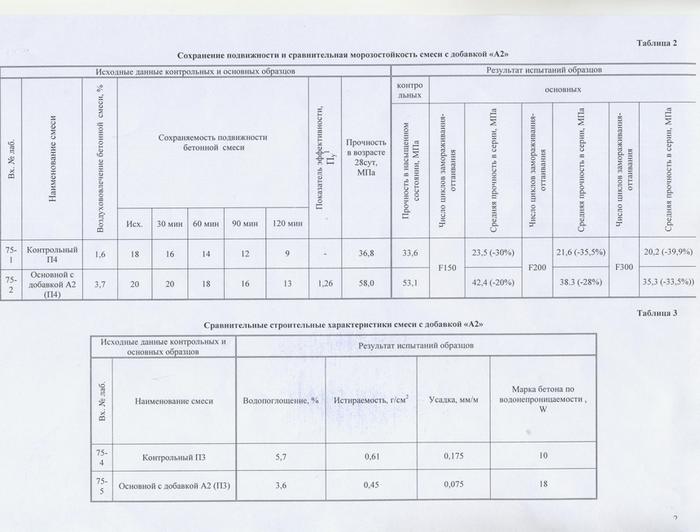 Таблица 2
Сохранение подвижности и сравнительная морозостойкость смеси с добавкой «А2»
Исходные данные контрольных и основных образцов
Результат испытаний образцов
контро
льных
основных
Вх. № лаб.
Наименование смеси
Воздухововлечение бетонной смеси, %
Сохраняемость подвижности
бетонной смеси
Показатель эффективности,
Прочность
в возрасте
28сут,
МПа
Прочность в насыщенном
состоянии, МПа
Число циклов замораживания-
оттаивания
Средняя прочность в серии, МПа
Число циклов замораживания-
оттаивания
Средняя прочность в серии, МПа
Число циклов замораживания-
оттаивания
Средняя прочность в серии, МПа
Исх. 30 мин 60 мин 90 мин 120 мин
75-
1
Контрольный
П4
1,6 18 16 14 12 9 - 36,8 33,6 F150 23,5 (-30%) F200 21,6 (-35,5%) F300 20,2 (-39,9%)
75-
2
Основной с
добавкой А2
(П4)
3,7 20 20 18 16 13 1,26 58,0 53,1 42,4 (-20%) 38.3 (-28%) 35,3 (-33,5%))
Таблица 3
Сравнительные строительные характеристики смеси с добавкой «А2»
Исходные данные контрольных и
основных образцов
Результат испытаний образцов
Вх. № лаб.
Наименование смеси
Водопоглощение, %
Истираемость, г/см²
Усадка, мм/м
Марка бетона по
водонепроницаемости ,
W
75-
4
Контрольный П3 5,7 0,61 0,175 10
75-
5
Основной с добавкой А2 (П3) 3,6 0,45 0,075 18